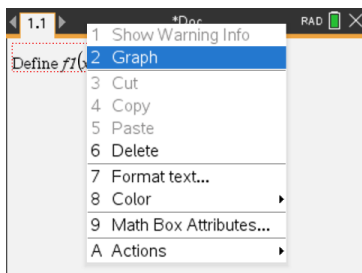 1.1 *Doc RAD
Define f1(x
1 Show Warning Info
2 Graph
3 Cut
4 Copy
5 Paste
6 Delete
7 Format text...
8 Color
9 Math Box Attributes...
A Actions